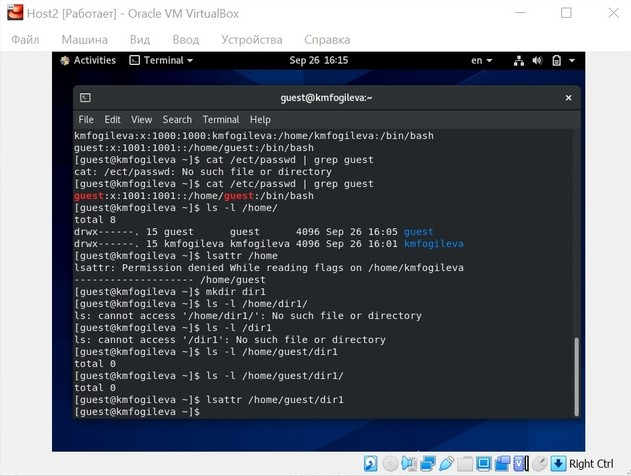 Host2 [Работает] - Oracle VM VirtualBox
Файл Машина Вид Ввод Устройства Справка
Activities Terminal Sep 26 16:15 en
guest@kmfogileva:~
File Edit View Search Terminal Help
kmfogileva:x:1000:1000:kmfogileva:/home/kmfogileva:/bin/bash
guest:x:1001:1001::/home/guest:/bin/bash
[guest@kmfogileva ~]$ cat /ect/passwd | grep guest
cat: /ect/passwd: No such file or directory
[guest@kmfogileva ~]$ cat /etc/passwd | grep guest
guest:x:1001:1001::/home/guest:/bin/bash
[guest@kmfogileva ~]$ ls -l /home/
total 8
drwx------. 15 guest      guest      4096 Sep 26 16:05 guest
drwx------. 15 kmfogileva kmfogileva 4096 Sep 26 16:01 kmfogileva
[guest@kmfogileva ~]$ lsattr /home
lsattr: Permission denied While reading flags on /home/kmfogileva
-------------------- /home/guest
[guest@kmfogileva ~]$ mkdir dir1
[guest@kmfogileva ~]$ ls -l /home/dir1/
ls: cannot access '/home/dir1/': No such file or directory
[guest@kmfogileva ~]$ ls -l /dir1
ls: cannot access '/dir1': No such file or directory
[guest@kmfogileva ~]$ ls -l /home/guest/dir1
total 0
[guest@kmfogileva ~]$ ls -l /home/guest/dir1/
total 0
[guest@kmfogileva ~]$ lsattr /home/guest/dir1
[guest@kmfogileva ~]$
Right Ctrl